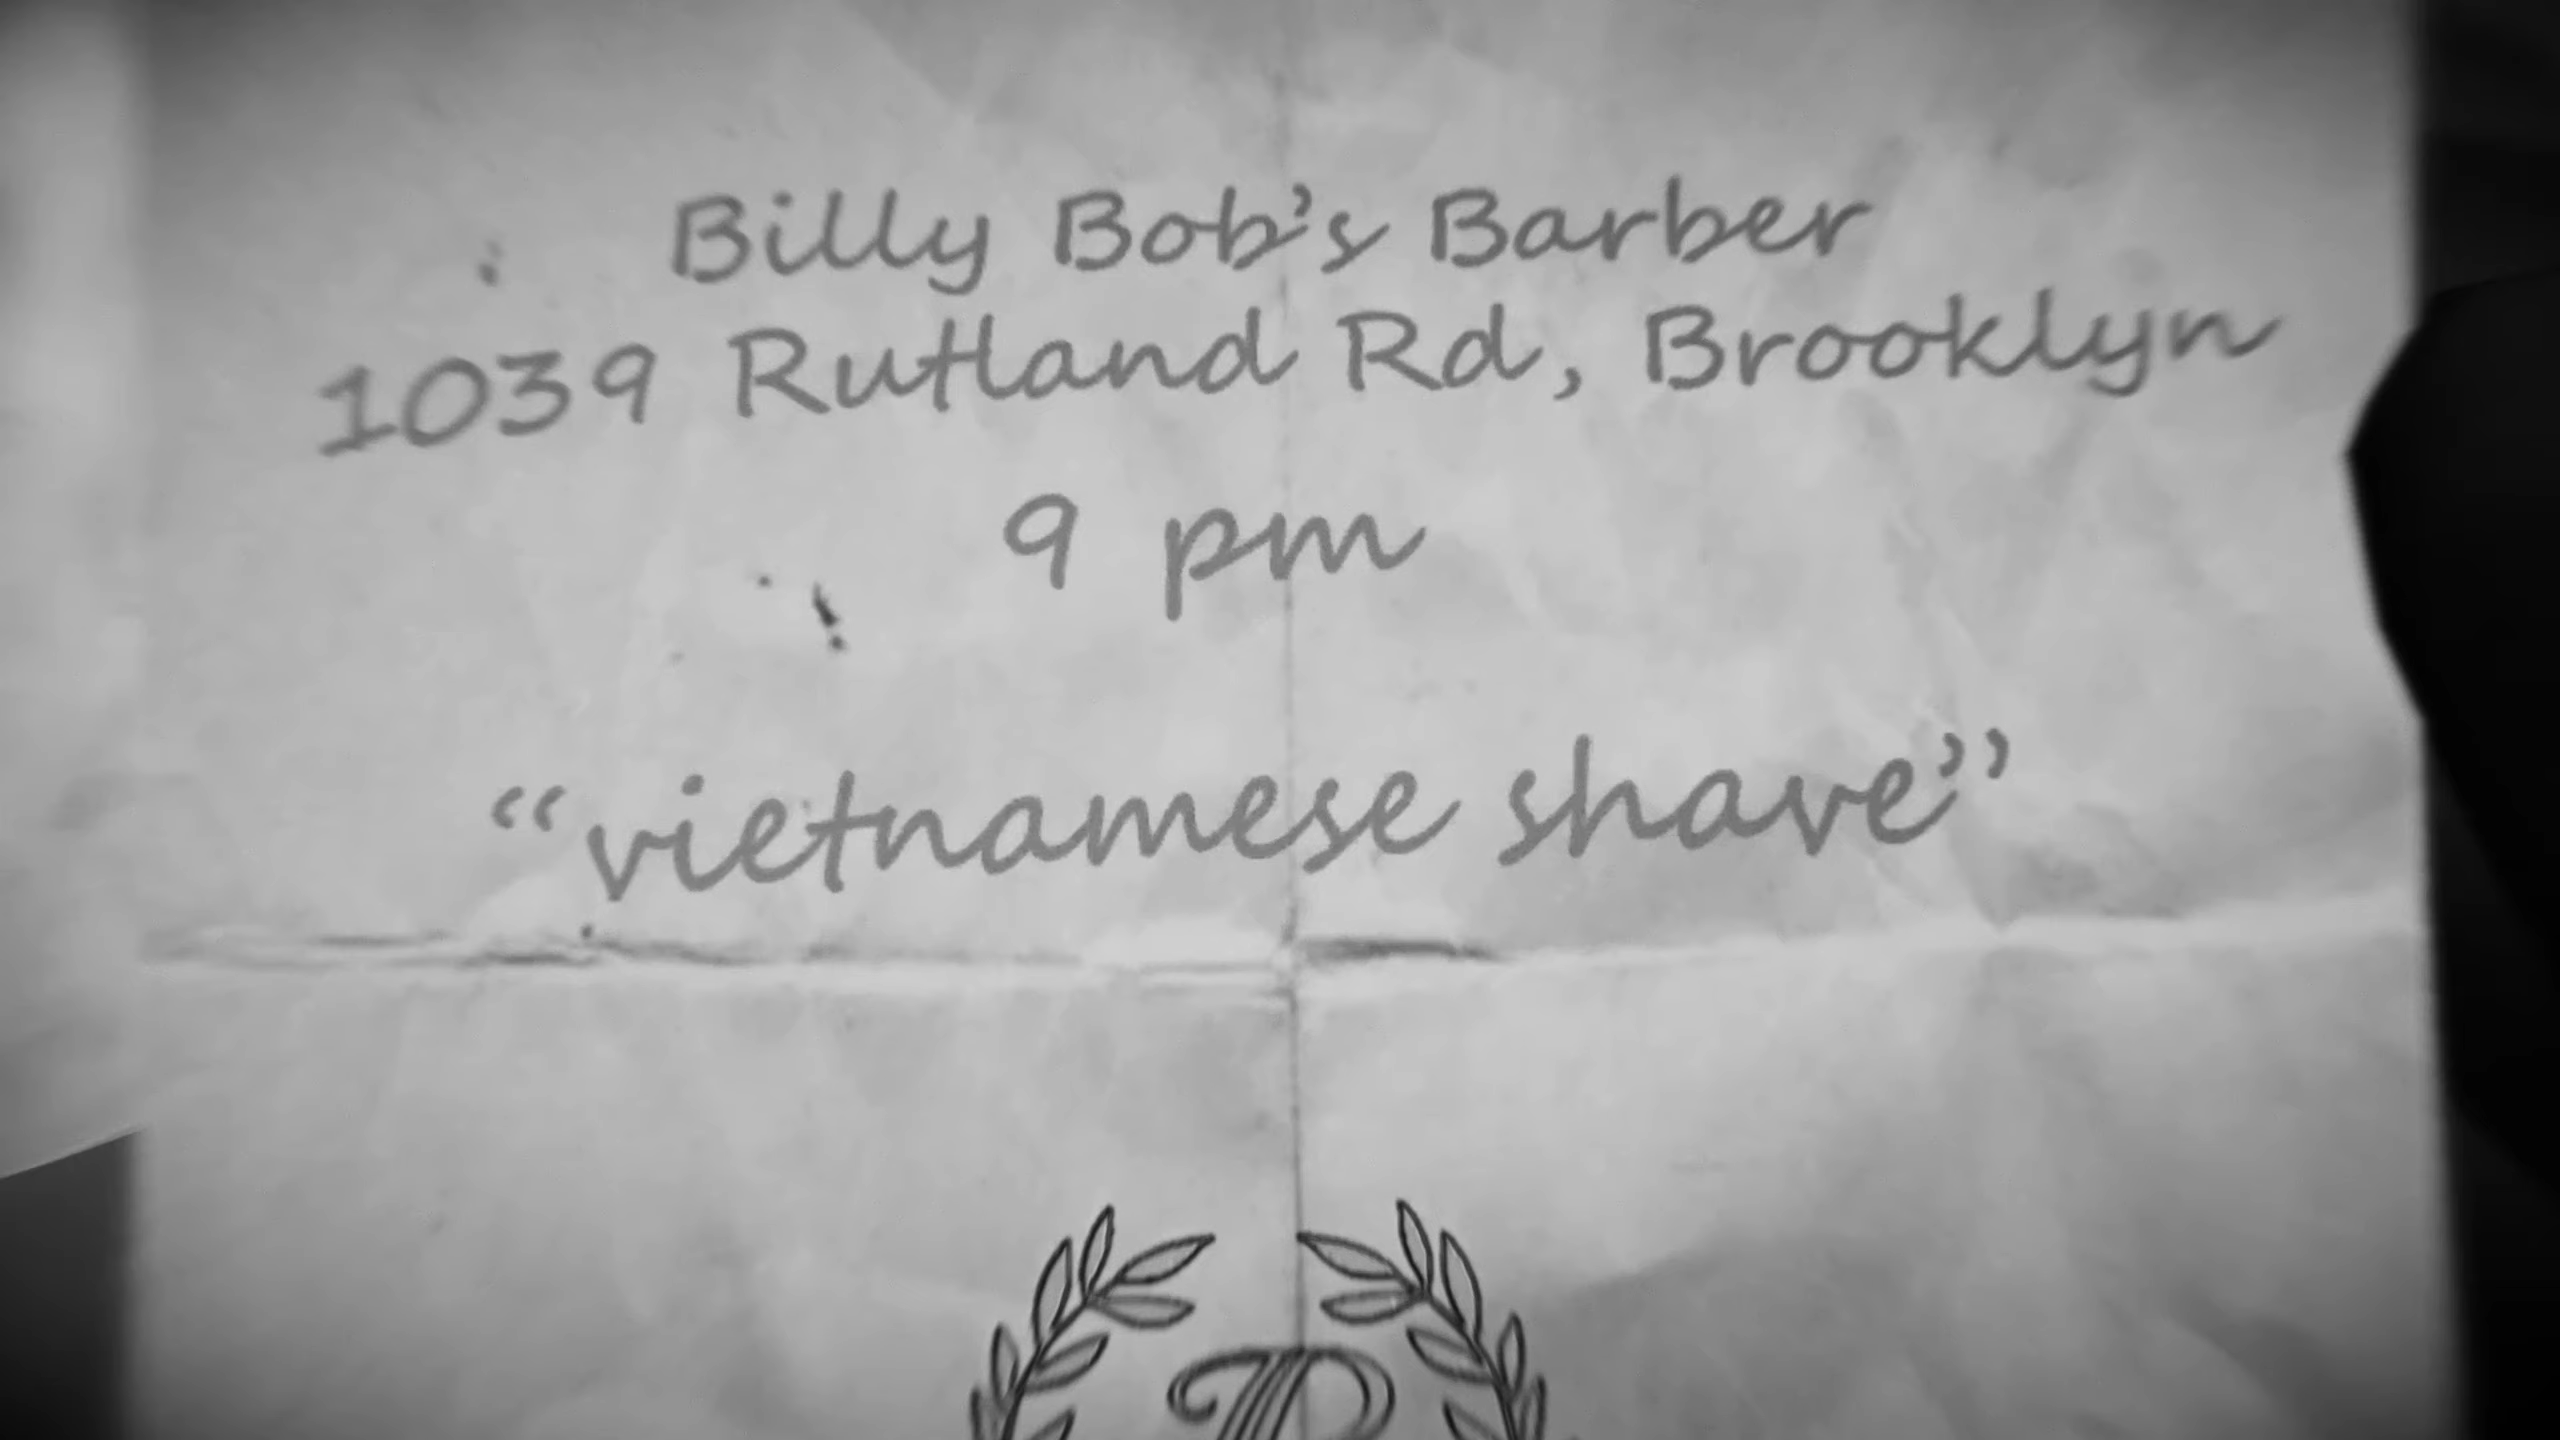 Billy Bob's Barber
1039 Rutland Rd, Brooklyn
9 pm
“vietnamese shave”